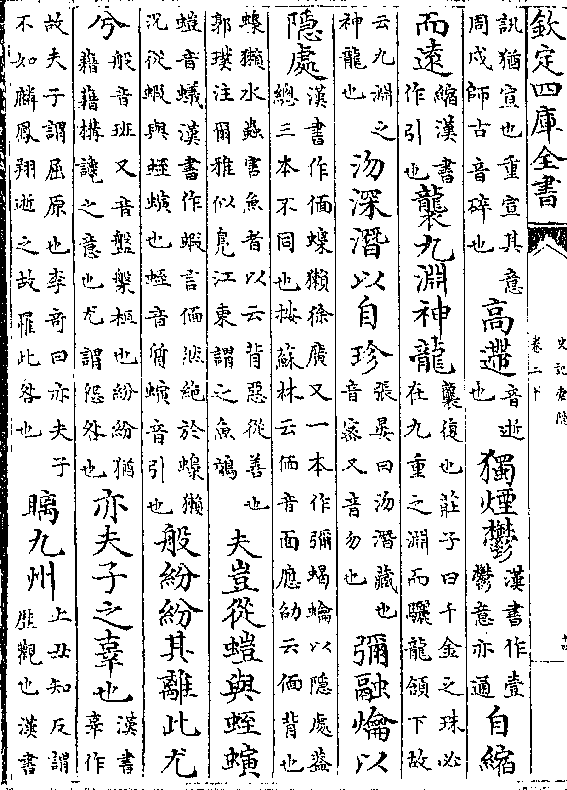 欽定四庫全書
史記索隱
卷二十
訊猶宣也重宣其意
周成師古音碎也
高遰
音逝
也
獨煙鬱
漢書作壹
鬱意亦通
自縮
而遠
縮漢書
作引也
襲九淵神龍
襲復也莊子曰千金之珠必
在九重之淵而驪龍頷下故
云九淵之
神龍也
沕深潛以自珍
張晏曰沕潛藏也
音密又音勿也
彌融爚以
隱處
漢書作偭蟂獺徐廣又一本作彌蝎蜦以隱處葢
總三本不同也按蘇林云偭音面應劭云偭背也
蟂獺水蟲害魚者以云背惡從善也
郭璞注爾雅似鳧江東謂之魚鵁
夫豈從螘與蛭螾
螘音蟻漢書作蝦言偭然絶於蟂獺
況從蝦與蛭螾也蛭音質螾音引也
般紛紛其離此尤
兮
般音班又音盤槃桓也紛紛猶
藉藉構讒之意也尤謂怨咎也
亦夫子之辜也
漢書
辜作
故夫子謂屈原也李奇曰亦夫子
不如麟鳳翔逝之故罹此咎也
瞝九州
上丑知反謂
歷觀也漢書